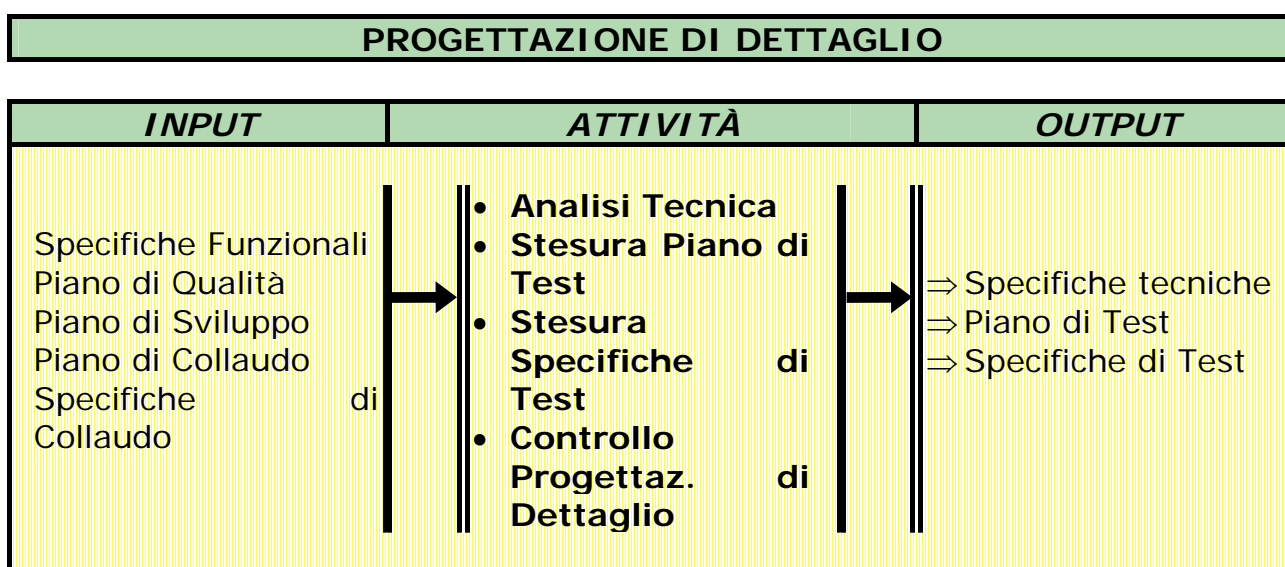 PROGETTAZIONE DI DETTAGLIO
INPUT
ATTIVITÀ
OUTPUT
Specifiche Funzionali
Piano di Qualità
Piano di Sviluppo
Piano di Collaudo
Specifiche di
Collaudo
• Analisi Tecnica
• Stesura Piano di
Test
• Stesura
Specifiche di
Test
• Controllo
Progettaz. di
Dettaglio
⇒ Specifiche tecniche
⇒ Piano di Test
⇒ Specifiche di Test